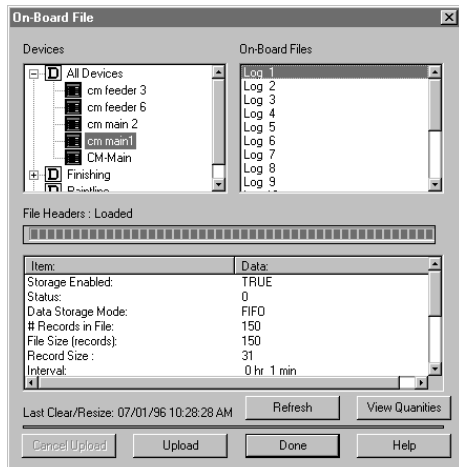 On-Board File
Devices
On-Board Files
All Devices
cm feeder 3
cm feeder 6
cm main 2
cm main1
CM-Main
Finishing
Paintline
Log 1
Log 2
Log 3
Log 4
Log 5
Log 6
Log 7
Log 8
Log 9
File Headers : Loaded
Item: Data:
Storage Enabled: TRUE
Status: 0
Data Storage Mode: FIFO
# Records in File: 150
File Size (records): 150
Record Size : 31
Interval: 0 hr 1 min
Last Clear/Resize: 07/01/96 10:28:28 AM
Refresh
View Quanities
Cancel Upload
Upload
Done
Help